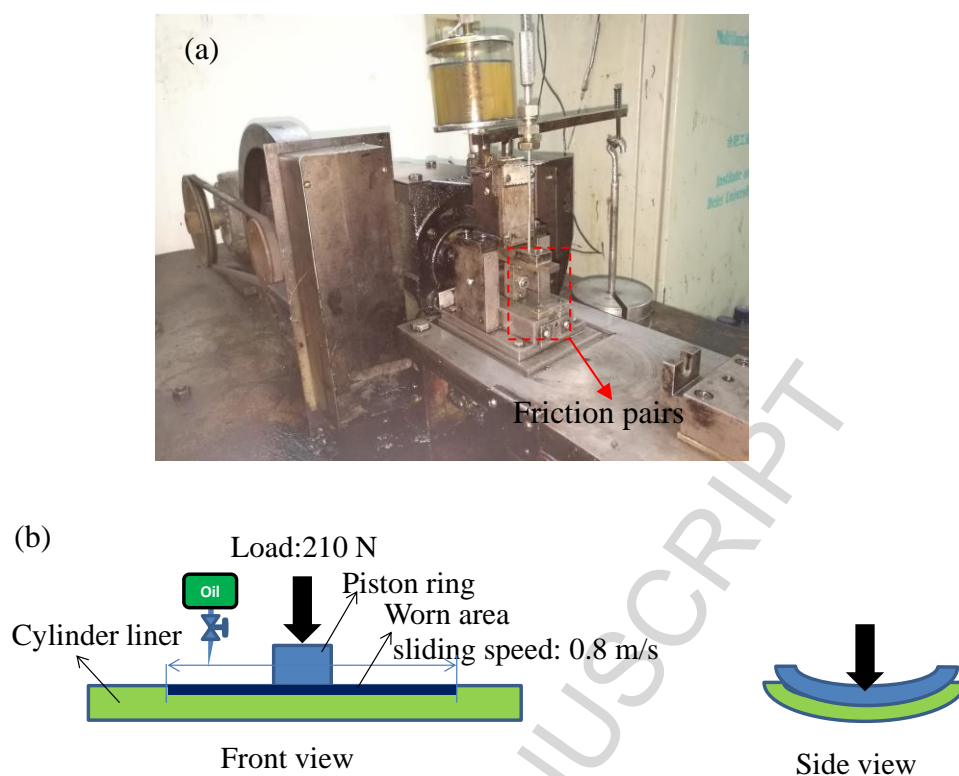 (a)
Friction pairs
(b)
Load:210 N
Oil
Piston ring
Worn area
Cylinder liner
sliding speed: 0.8 m/s
Front view
Side view
NUSCRIPT